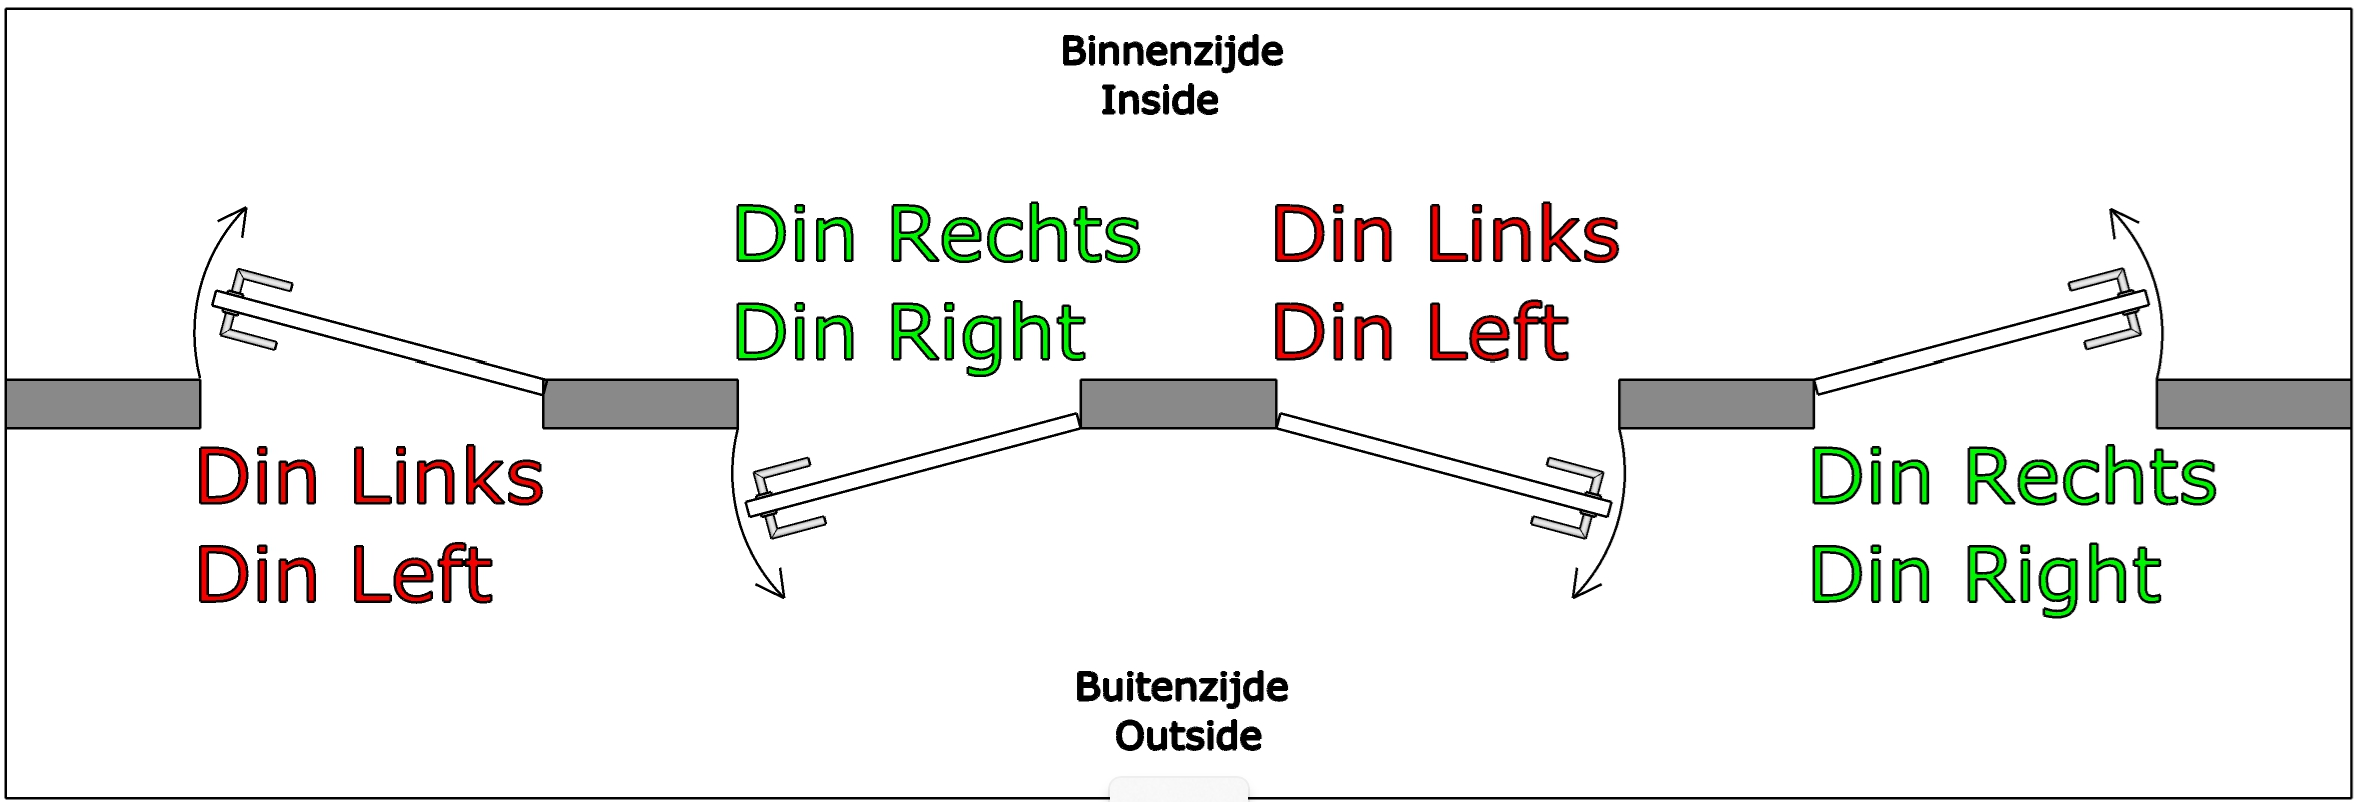 Binnenzijde
Inside
Din Rechts
Din Right
Din Links
Din Left
Din Links
Din Left
Din Rechts
Din Right
Buitenzijde
Outside